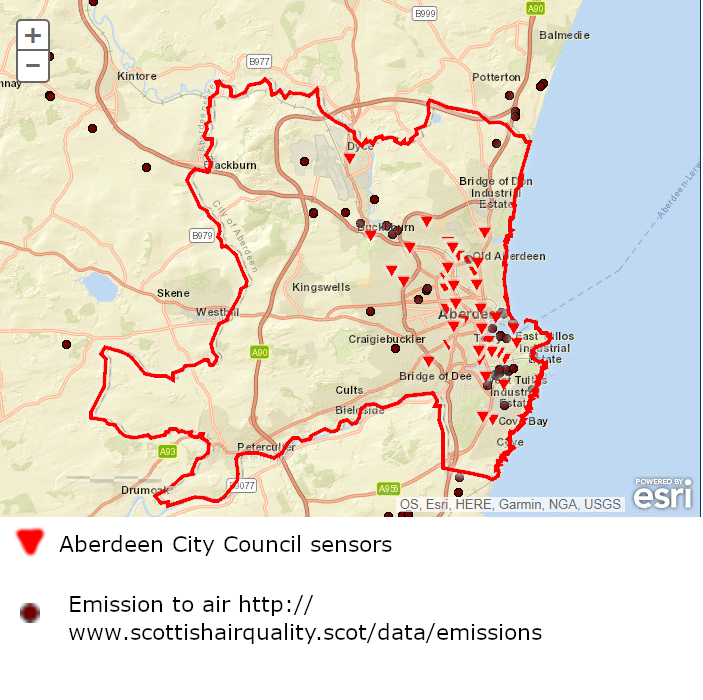 B999
A90
Balmedie
+
−
B977
Kintore
Potterton
Dyce
Blackburn
Bridge of Don
Industrial
Estate
City of Aberdeen
Aberdeen-Lerw
Bucksburn
B979
Old Aberdeen
Kingswells
Skene
Westhill
Aberdeen
Craigiebuckler
East Tullos
Industrial
Estate
A90
Bridge of Dee
West Tullos
Industrial
Estate
Cults
Bieldside
Cove Bay
Cove
Peterculter
A93
B9077
Drumoak
A956
OS, Esri, HERE, Garmin, NGA, USGS
POWERED BY
esri
Aberdeen City Council sensors
Emission to air http://
www.scottishairquality.scot/data/emissions